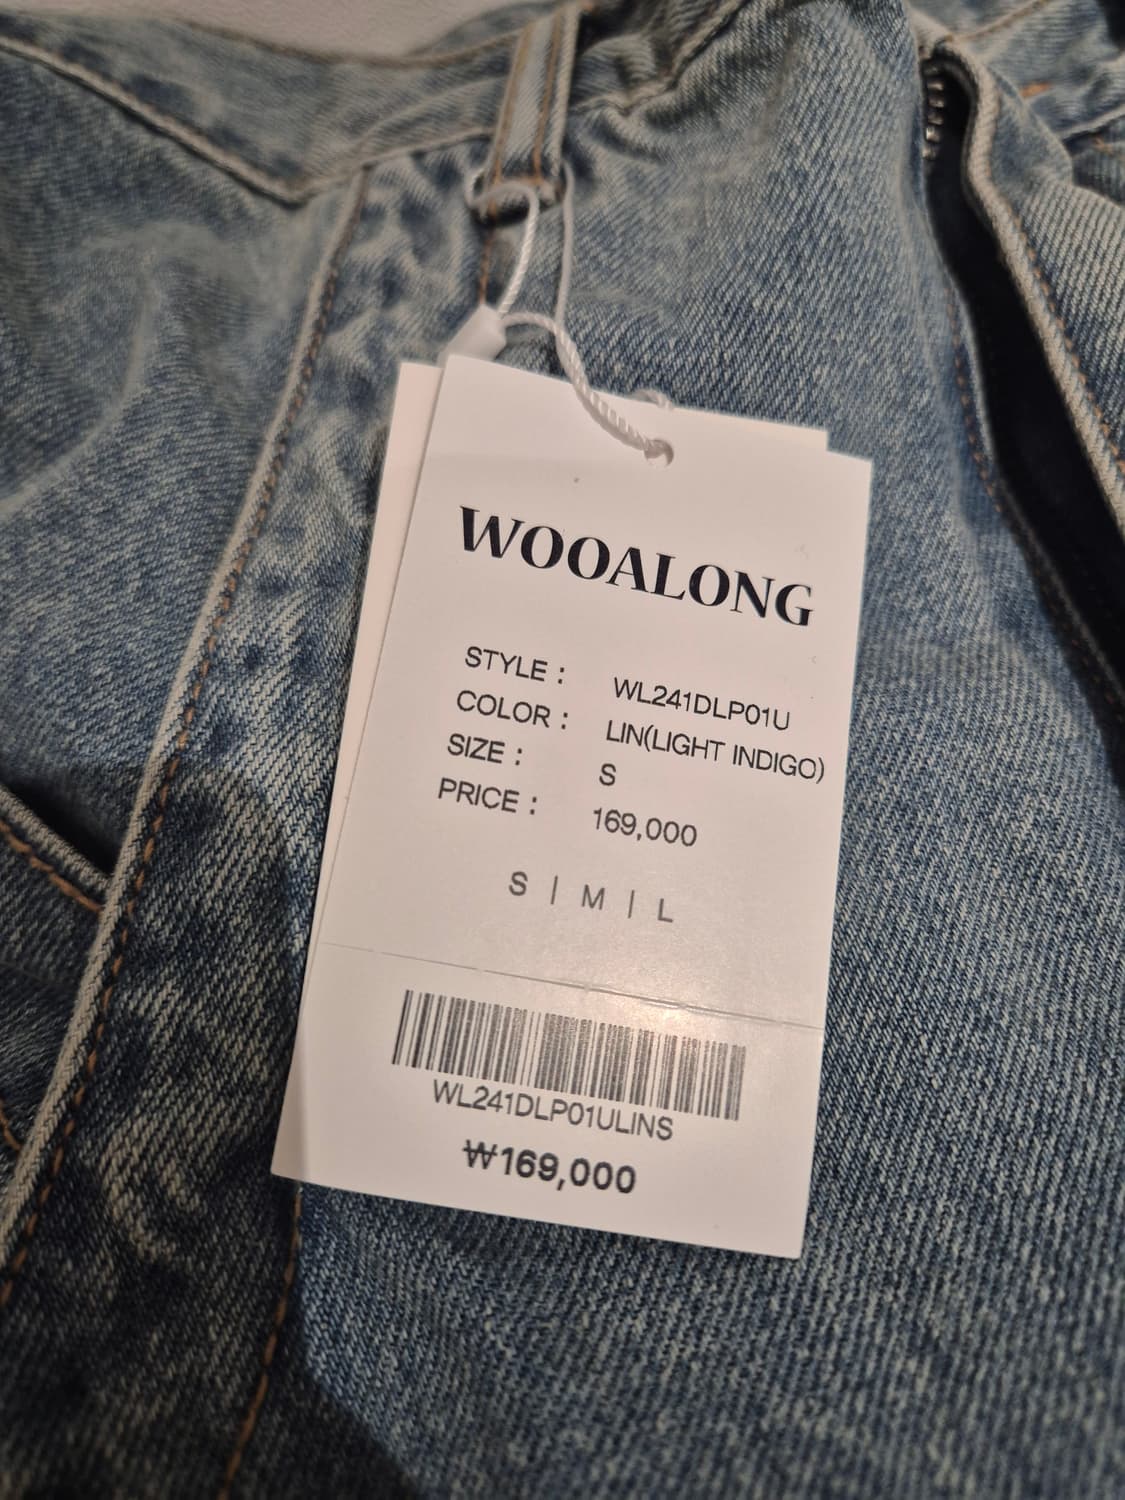 WOOALONG
STYLE : WL241DLP01U
COLOR : LIN(LIGHT INDIGO)
SIZE : S
PRICE : 169,000
S | M | L
WL241DLP01ULINS
₩169,000